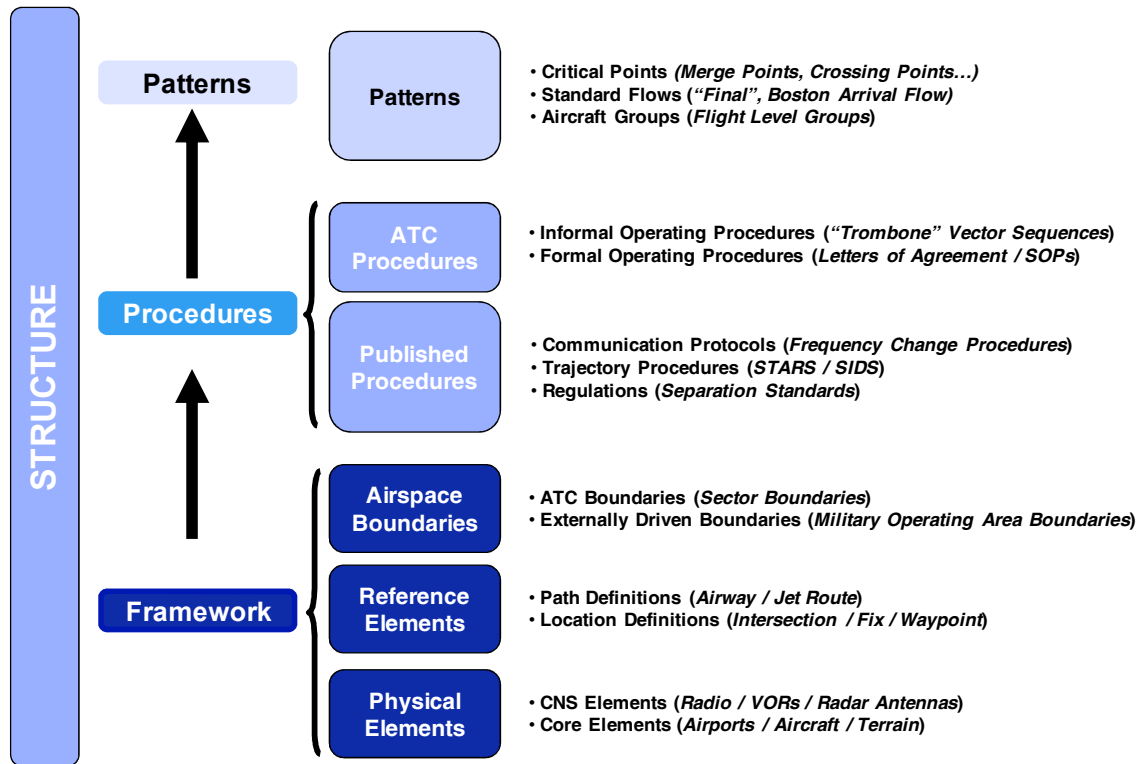 STRUCTURE
Patterns
Patterns
• Critical Points (Merge Points, Crossing Points…)
• Standard Flows (“Final”, Boston Arrival Flow)
• Aircraft Groups (Flight Level Groups)
Procedures
ATC
Procedures
• Informal Operating Procedures (“Trombone” Vector Sequences)
• Formal Operating Procedures (Letters of Agreement / SOPs)
Published
Procedures
• Communication Protocols (Frequency Change Procedures)
• Trajectory Procedures (STARS / SIDS)
• Regulations (Separation Standards)
Framework
Airspace
Boundaries
• ATC Boundaries (Sector Boundaries)
• Externally Driven Boundaries (Military Operating Area Boundaries)
Reference
Elements
• Path Definitions (Airway / Jet Route)
• Location Definitions (Intersection / Fix / Waypoint)
Physical
Elements
• CNS Elements (Radio / VORs / Radar Antennas)
• Core Elements (Airports / Aircraft / Terrain)